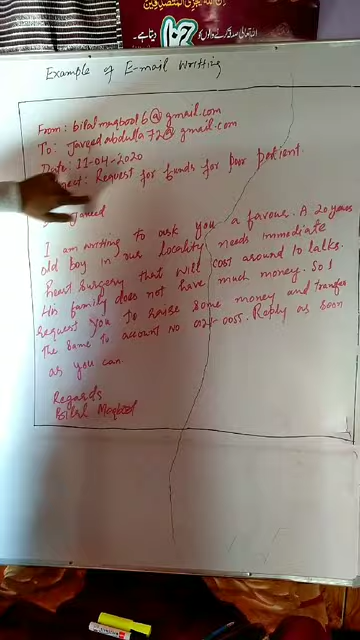 Example of E-mail Writting
From: bilalmaqbool6@gmail.com
To: Javeedabdulla72@gmail.com
Date: 11-04-2020
Request for funds for poor patient.
Javeed
I am writing to ask you a favour. A 20 years
old boy in our locality needs immediate
heart surgery that will cost around 10 lakhs.
His family does not have much money. So I
request you to raise some money and transfer
the same to account no 021-0055. Reply as soon
as you can.
Regards
Bilal Maqbool